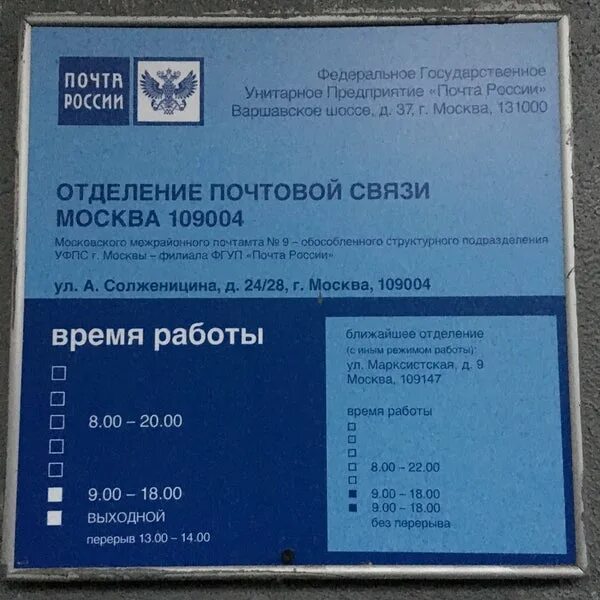 ПОЧТА
РОССИИ
Федеральное Государственное
Унитарное Предприятие «Почта России»
Варшавское шоссе, д. 37, г. Москва, 131000
ОТДЕЛЕНИЕ ПОЧТОВОЙ СВЯЗИ
МОСКВА 109004
Московского межрайонного почтамта № 9 – обособленного структурного подразделения
УФПС г. Москвы – филиала ФГУП «Почта России»
ул. А. Солженицина, д. 24/28, г. Москва, 109004
время работы
8.00 – 20.00
9.00 – 18.00
ВЫХОДНОЙ
перерыв 13.00 – 14.00
ближайшее отделение
(с иным режимом работы):
ул. Марксистская, д. 9
Москва, 109147
время работы
8.00 – 22.00
9.00 – 18.00
9.00 – 18.00
без перерыва